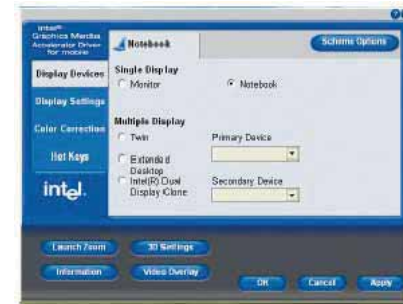 intel®
Graphics Media
Accelerator Driver
for mobile
Notebook
Scheme Options
Display Devices
Display Settings
Color Correction
Hot Keys
intel.
Single Display
Monitor
Notebook
Multiple Display
Twin
Primary Device
Extended
Desktop
Intel(R) Dual
Display Clone
Secondary Device
Launch Zoom
3D Settings
Information
Video Overlay
OK
Cancel
Apply